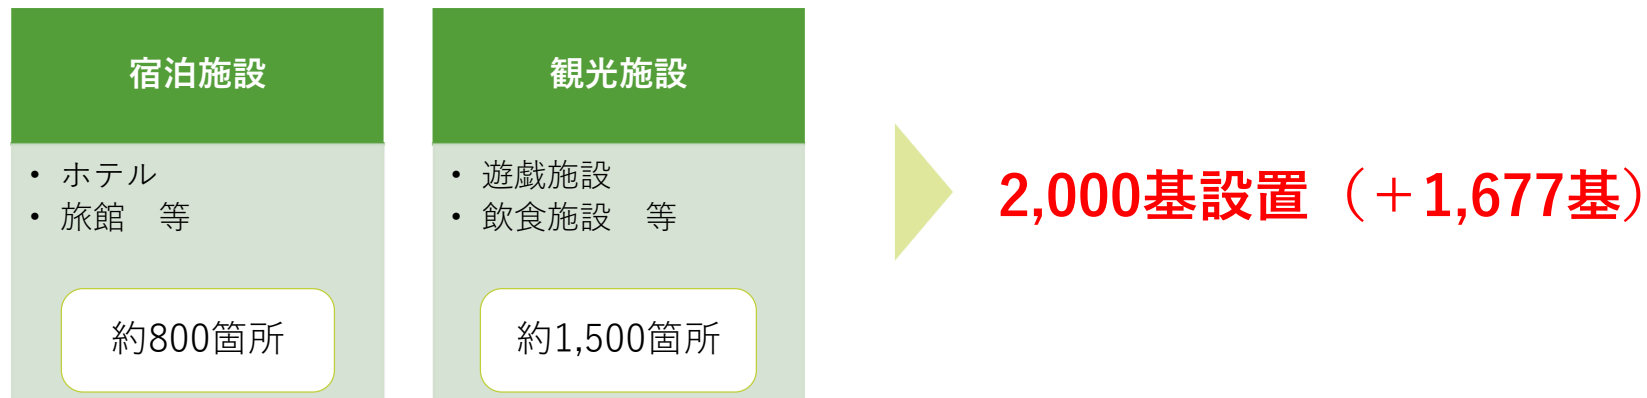 宿泊施設
• ホテル
• 旅館　等
約800箇所
観光施設
• 遊戯施設
• 飲食施設　等
約1,500箇所
2,000基設置（＋1,677基）